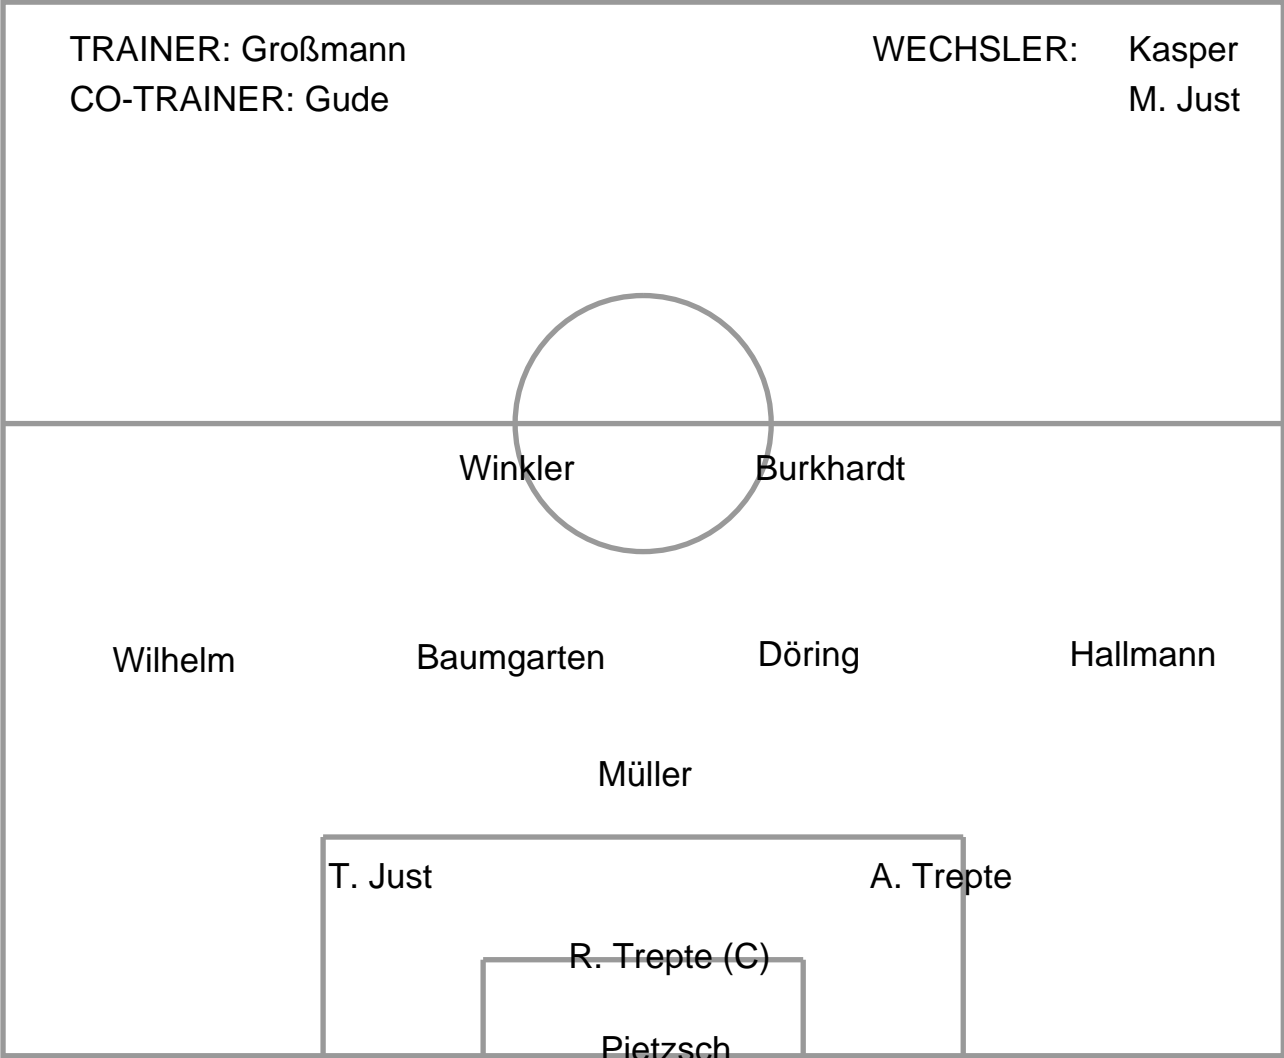 TRAINER: Großmann
CO-TRAINER: Gude
WECHSLER: Kasper
M. Just
Winkler Burkhardt
Wilhelm Baumgarten Döring Hallmann
Müller
T. Just A. Trepte
R. Trepte (C)
Pietzsch